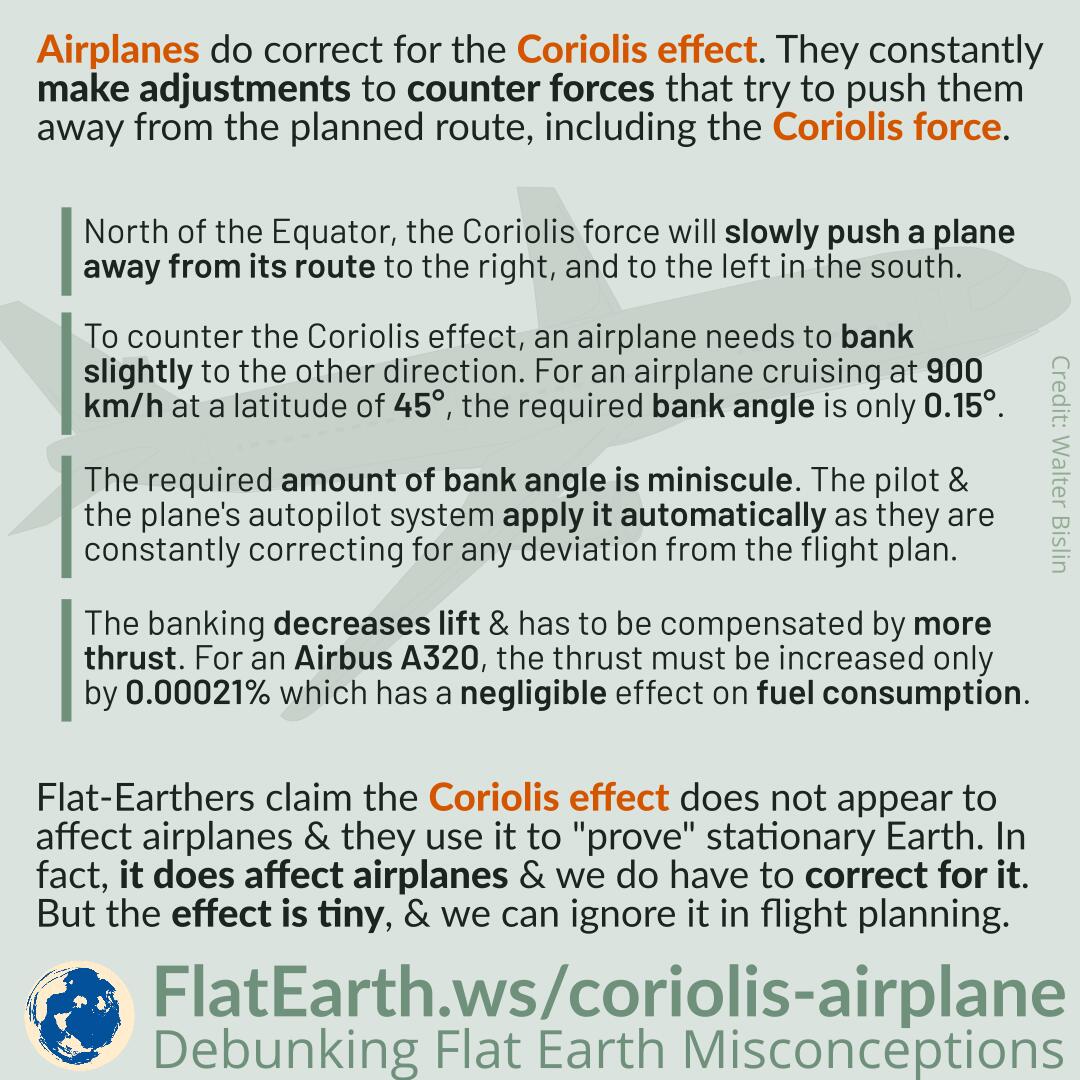 Airplanes do correct for the Coriolis effect. They constantly
make adjustments to counter forces that try to push them
away from the planned route, including the Coriolis force.
North of the Equator, the Coriolis force will slowly push a plane
away from its route to the right, and to the left in the south.
To counter the Coriolis effect, an airplane needs to bank
slightly to the other direction. For an airplane cruising at 900
km/h at a latitude of 45°, the required bank angle is only 0.15°.
The required amount of bank angle is miniscule. The pilot &
the plane's autopilot system apply it automatically as they are
constantly correcting for any deviation from the flight plan.
The banking decreases lift & has to be compensated by more
thrust. For an Airbus A320, the thrust must be increased only
by 0.00021% which has a negligible effect on fuel consumption.
Credit: Walter Bislin
Flat-Earthers claim the Coriolis effect does not appear to
affect airplanes & they use it to "prove" stationary Earth. In
fact, it does affect airplanes & we do have to correct for it.
But the effect is tiny, & we can ignore it in flight planning.
FlatEarth.ws/coriolis-airplane
Debunking Flat Earth Misconceptions